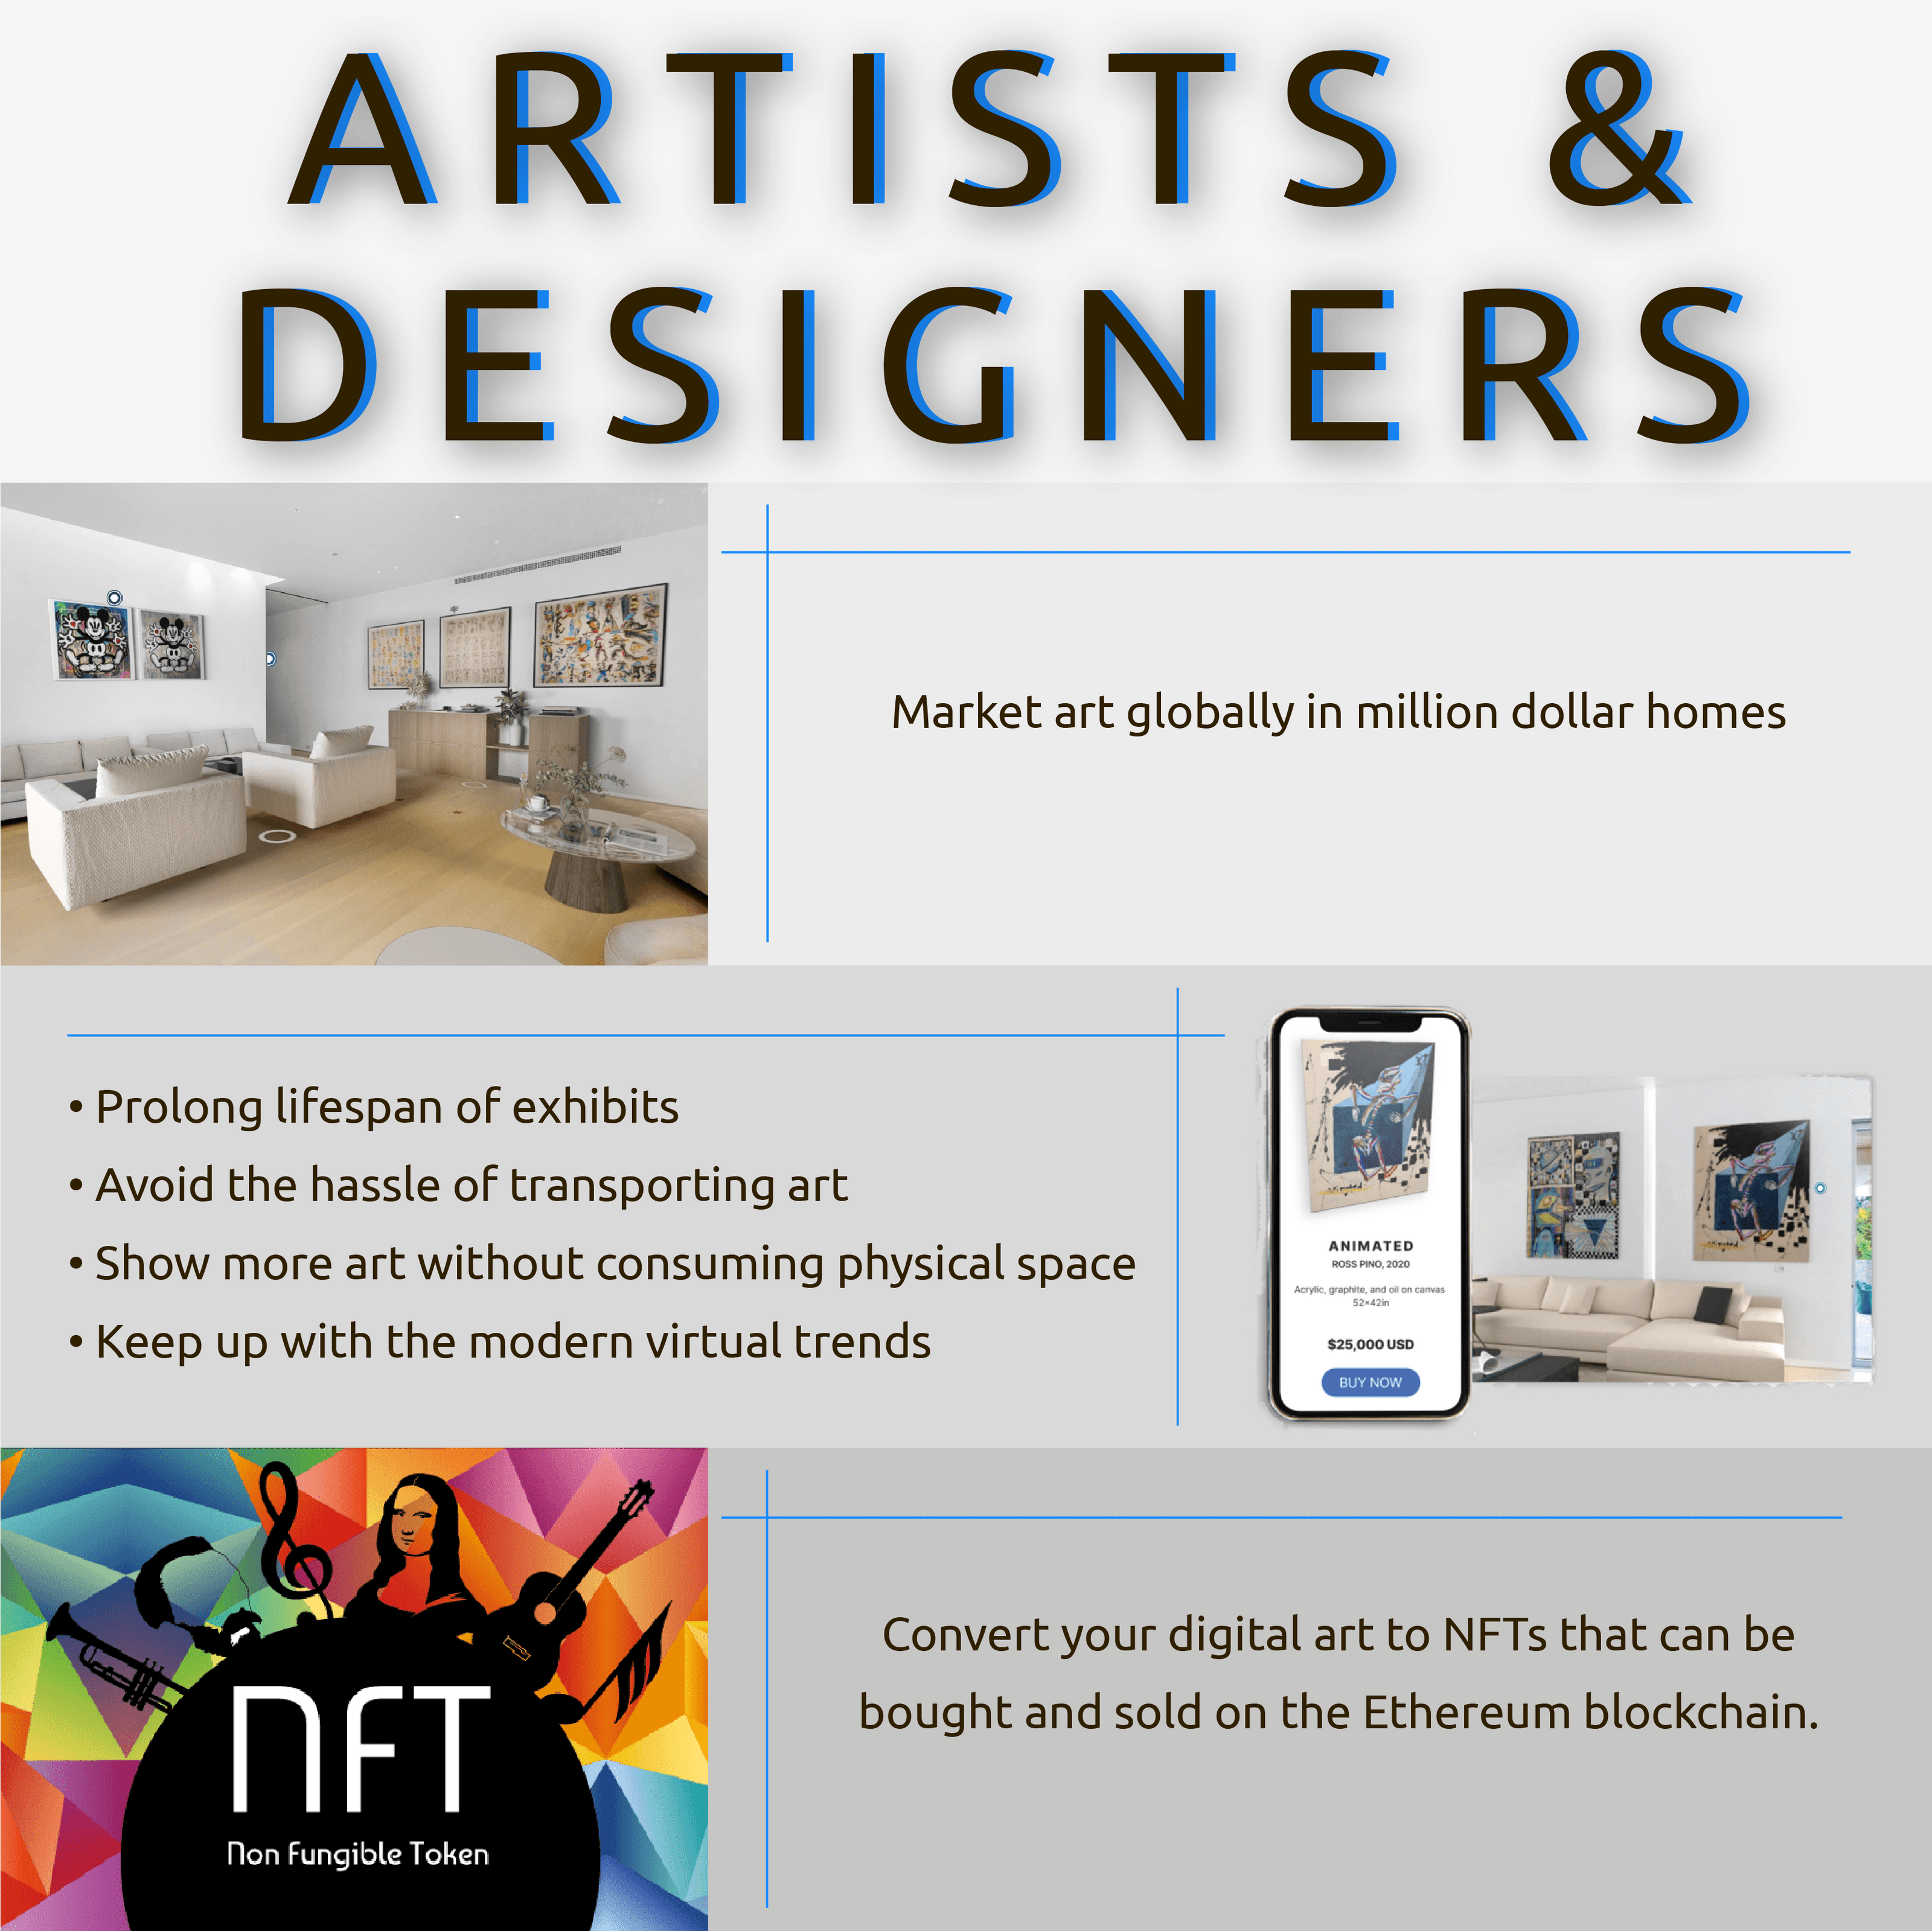 ARTISTS &
DESIGNERS
Market art globally in million dollar homes
• Prolong lifespan of exhibits
• Avoid the hassle of transporting art
• Show more art without consuming physical space
• Keep up with the modern virtual trends
ANIMATED
ROSS PINO, 2020
Acrylic, graphite, and oil on canvas
52×42in
$25,000 USD
BUY NOW
NFT
Non Fungible Token
Convert your digital art to NFTs that can be
bought and sold on the Ethereum blockchain.